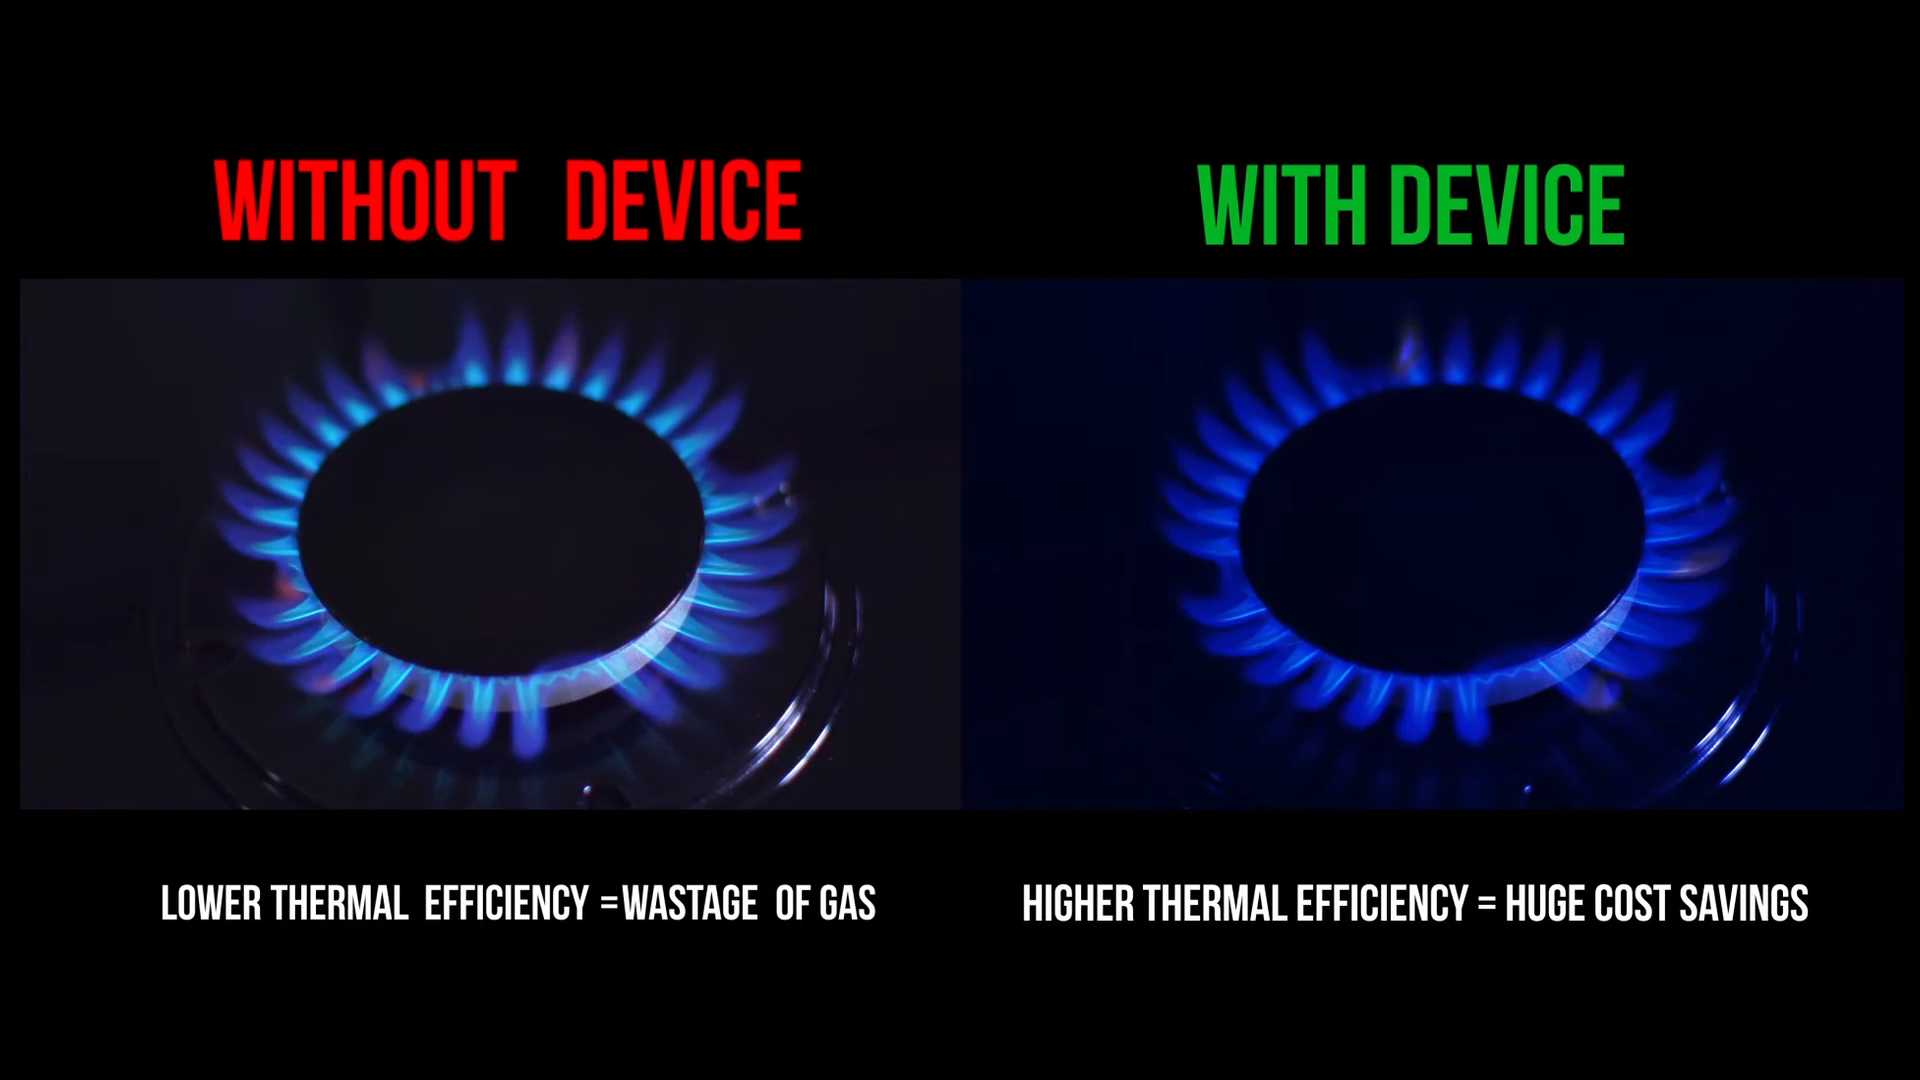 WITHOUT DEVICE
WITH DEVICE
LOWER THERMAL EFFICIENCY =WASTAGE OF GAS
HIGHER THERMAL EFFICIENCY = HUGE COST SAVINGS